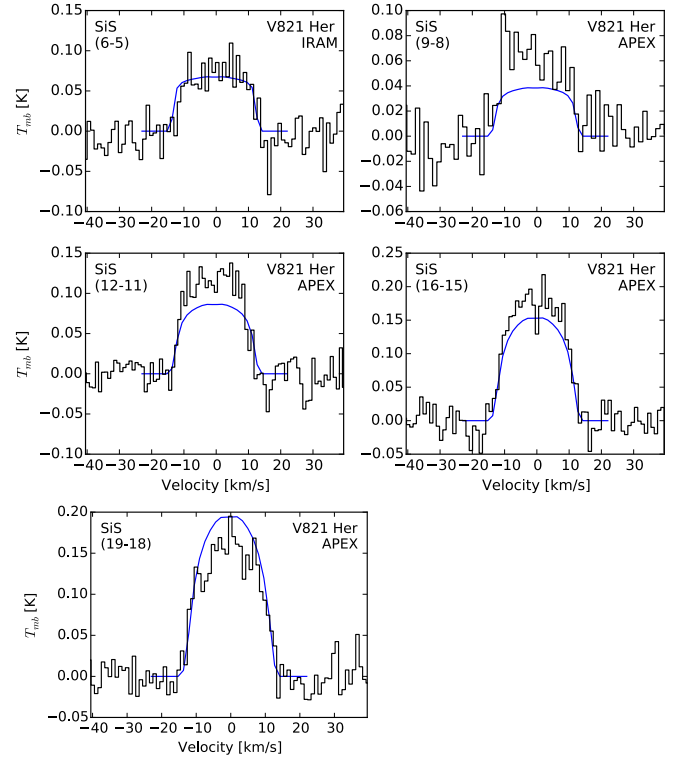 SiS V821 Her
(6-5) IRAM
0.15
0.10
0.05
0.00
−0.05
−0.10
T_mb [K]
−40 −30 −20 −10 0 10 20 30
SiS V821 Her
(9-8) APEX
0.10
0.08
0.06
0.04
0.02
0.00
0.02
0.04
0.06
−40 −30 −20 −10 0 10 20 30
SiS V821 Her
(12-11) APEX
0.15
0.10
0.05
0.00
−0.05
−0.10
T_mb [K]
−40 −30 −20 −10 0 10 20 30
Velocity [km/s]
SiS V821 Her
(16-15) APEX
0.25
0.20
0.15
0.10
0.05
0.00
0.05
−40 −30 −20 −10 0 10 20 30
Velocity [km/s]
SiS V821 Her
(19-18) APEX
0.20
0.15
0.10
0.05
0.00
−0.05
T_mb [K]
−40 −30 −20 −10 0 10 20 30
Velocity [km/s]